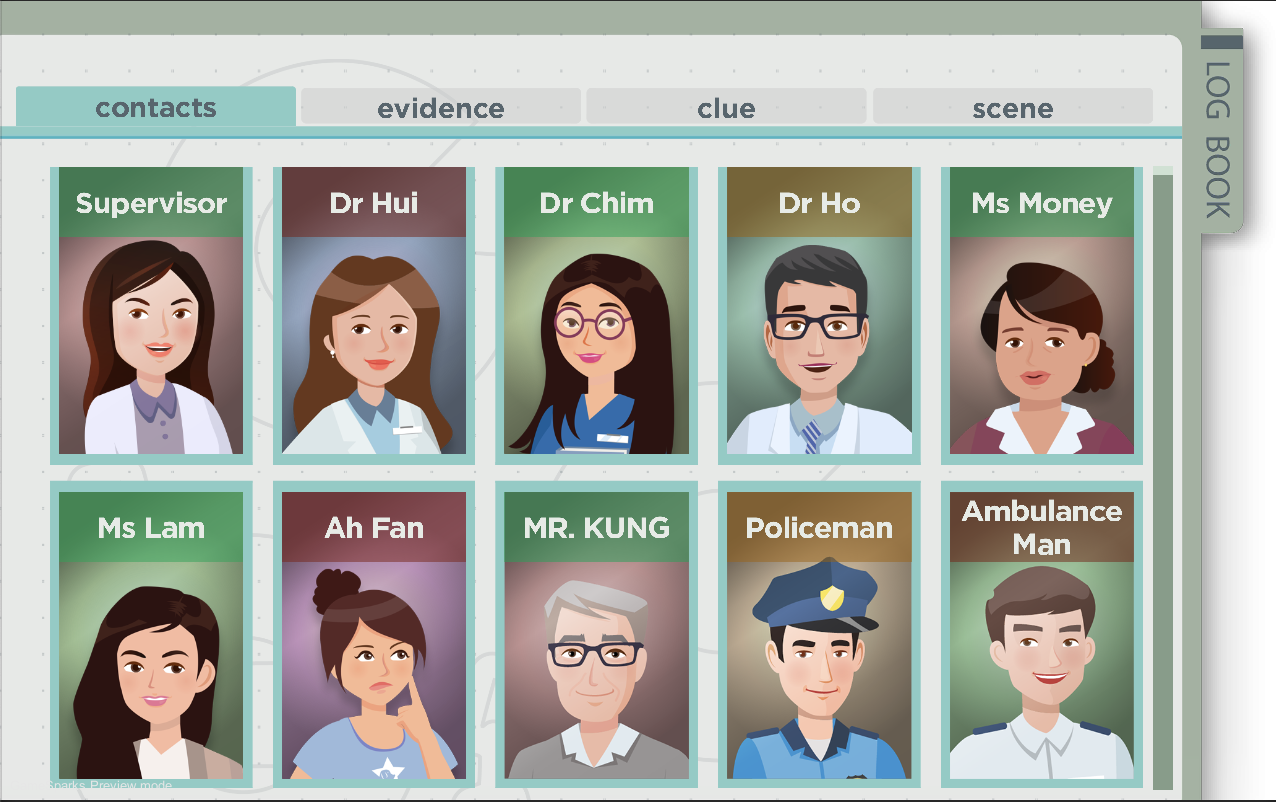 contacts
evidence
clue
scene
LOG BOOK
Supervisor
Dr Hui
Dr Chim
Dr Ho
Ms Money
Ms Lam
Ah Fan
MR. KUNG
Policeman
Ambulance
Man
Sparks Preview mode